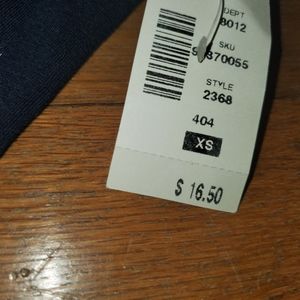 DEPT
8012
SKU
STYLE
2368
404
XS
$ 16.50